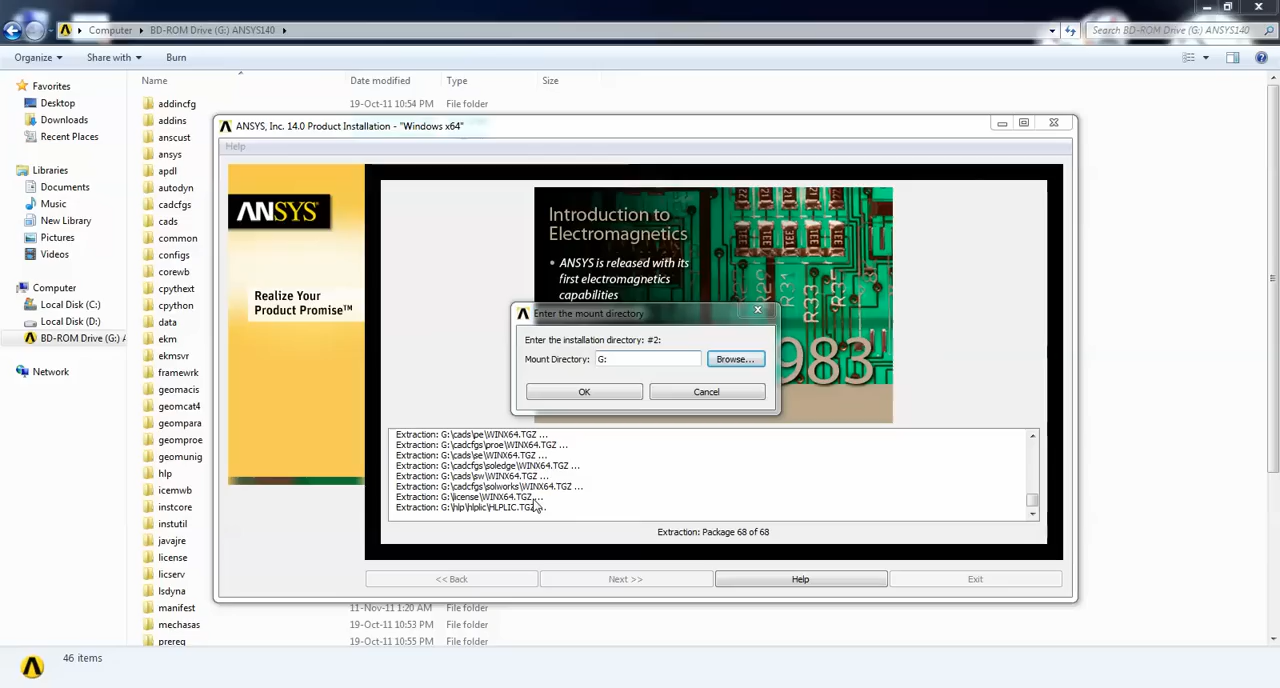 Computer ▸ BD-ROM Drive (G:) ANSYS140 ▸
Search BD-ROM Drive (G:) ANSYS140
Organize Share with Burn
Name Date modified Type Size
Favorites
Desktop
Downloads
Recent Places
Libraries
Documents
Music
New Library
Pictures
Videos
Computer
Local Disk (C:)
Local Disk (D:)
BD-ROM Drive (G:) A
Network
addincfg 19-Oct-11 10:54 PM File folder
addins
anscust
ansys
apdl
autodyn
cadcfgs
cads
common
configs
corewb
cpythext
cpython
data
ekm
ekmsvr
framewrk
geomacis
geomcat4
geompara
geomproe
geomunig
hlp
icemwb
instcore
instutil
javajre
license
licserv
lsdyna
manifest 11-Nov-11 1:20 AM File folder
mechasas 19-Oct-11 10:53 PM File folder
prereq 19-Oct-11 10:55 PM File folder
46 items
ANSYS, Inc. 14.0 Product Installation - "Windows x64"
Help
ANSYS®
Realize Your
Product Promise™
Introduction to
Electromagnetics
• ANSYS is released with its
first electromagnetics
capabilities
1983
Enter the mount directory
Enter the installation directory: #2:
Mount Directory: G: Browse...
OK Cancel
Extraction: G:\cads\pe\WINX64.TGZ ...
Extraction: G:\cadcfgs\proe\WINX64.TGZ ...
Extraction: G:\cads\se\WINX64.TGZ ...
Extraction: G:\cadcfgs\soledge\WINX64.TGZ ...
Extraction: G:\cads\sw\WINX64.TGZ ...
Extraction: G:\cadcfgs\solworks\WINX64.TGZ ...
Extraction: G:\license\WINX64.TGZ ...
Extraction: G:\hlp\hlplic\HLPLIC.TGZ ...
Extraction: Package 68 of 68
<< Back Next >> Help Exit